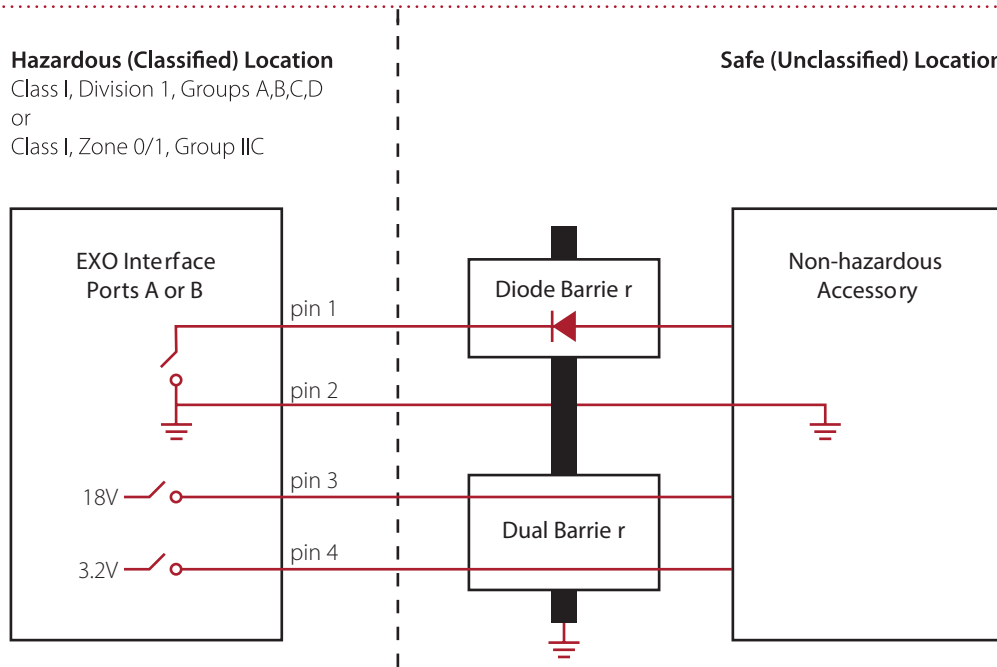 Hazardous (Classified) Location
Class I, Division 1, Groups A,B,C,D
or
Class I, Zone 0/1, Group IIC
Safe (Unclassified) Location
EXO Interface
Ports A or B
pin 1
pin 2
pin 3
pin 4
18V
3.2V
Diode Barrie r
Dual Barrie r
Non-hazardous
Accessory